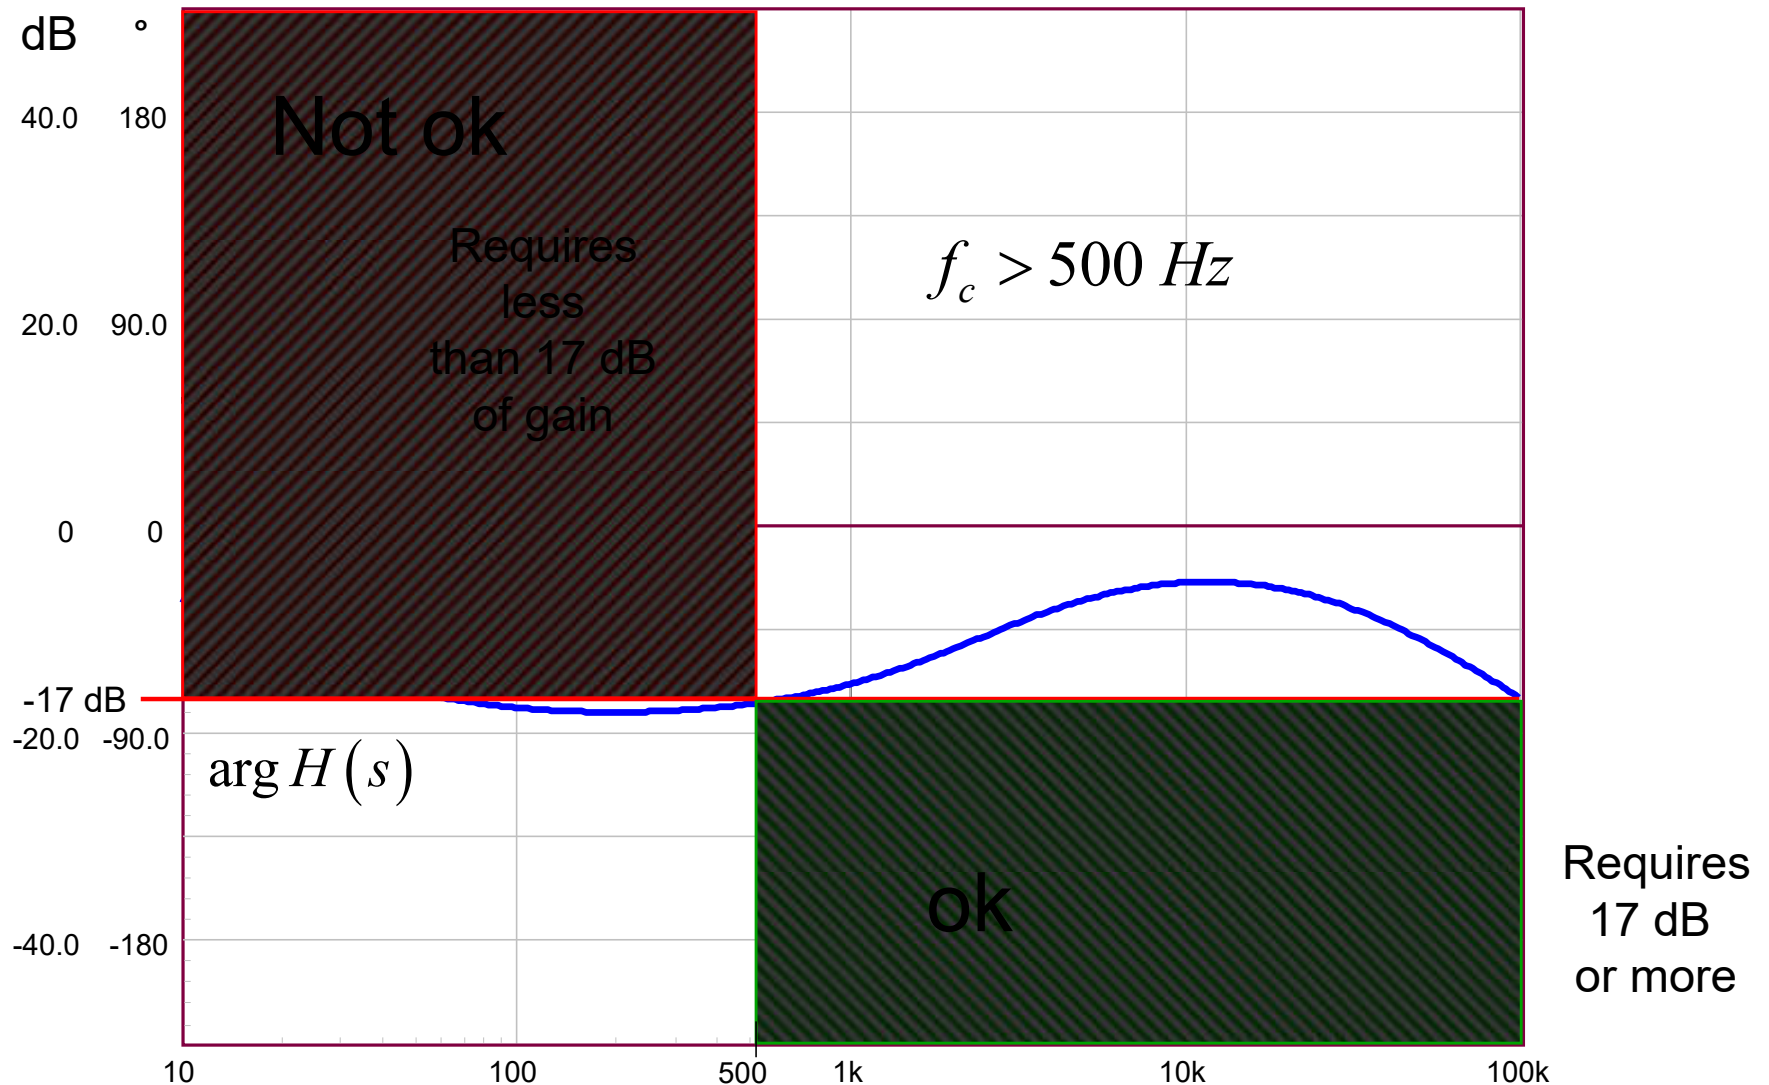 dB °
40.0 180
Not ok
Requires
less
than 17 dB
of gain
f_c > 500 Hz
20.0 90.0
0 0
-17 dB
-20.0 -90.0
arg H(s)
ok
Requires
17 dB
or more
-40.0 -180
10 100 500 1k 10k 100k